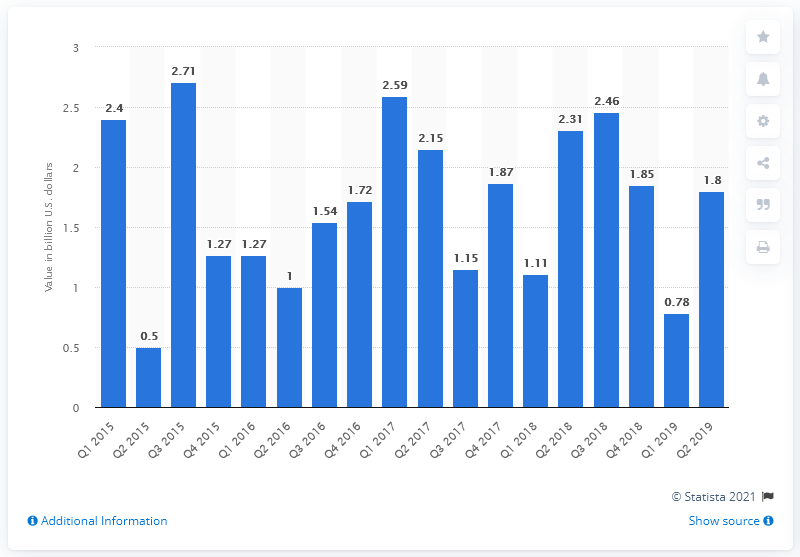 3
2.5
2
1.5
1
0.5
0
Value in billion U.S. dollars
2.4
0.5
2.71
1.27
1.27
1
1.54
1.72
2.59
2.15
1.15
1.87
1.11
2.31
2.46
1.85
0.78
1.8
Q1 2015
Q2 2015
Q3 2015
Q4 2015
Q1 2016
Q2 2016
Q3 2016
Q4 2016
Q1 2017
Q2 2017
Q3 2017
Q4 2017
Q1 2018
Q2 2018
Q3 2018
Q4 2018
Q1 2019
Q2 2019
© Statista 2021
Additional Information
Show source